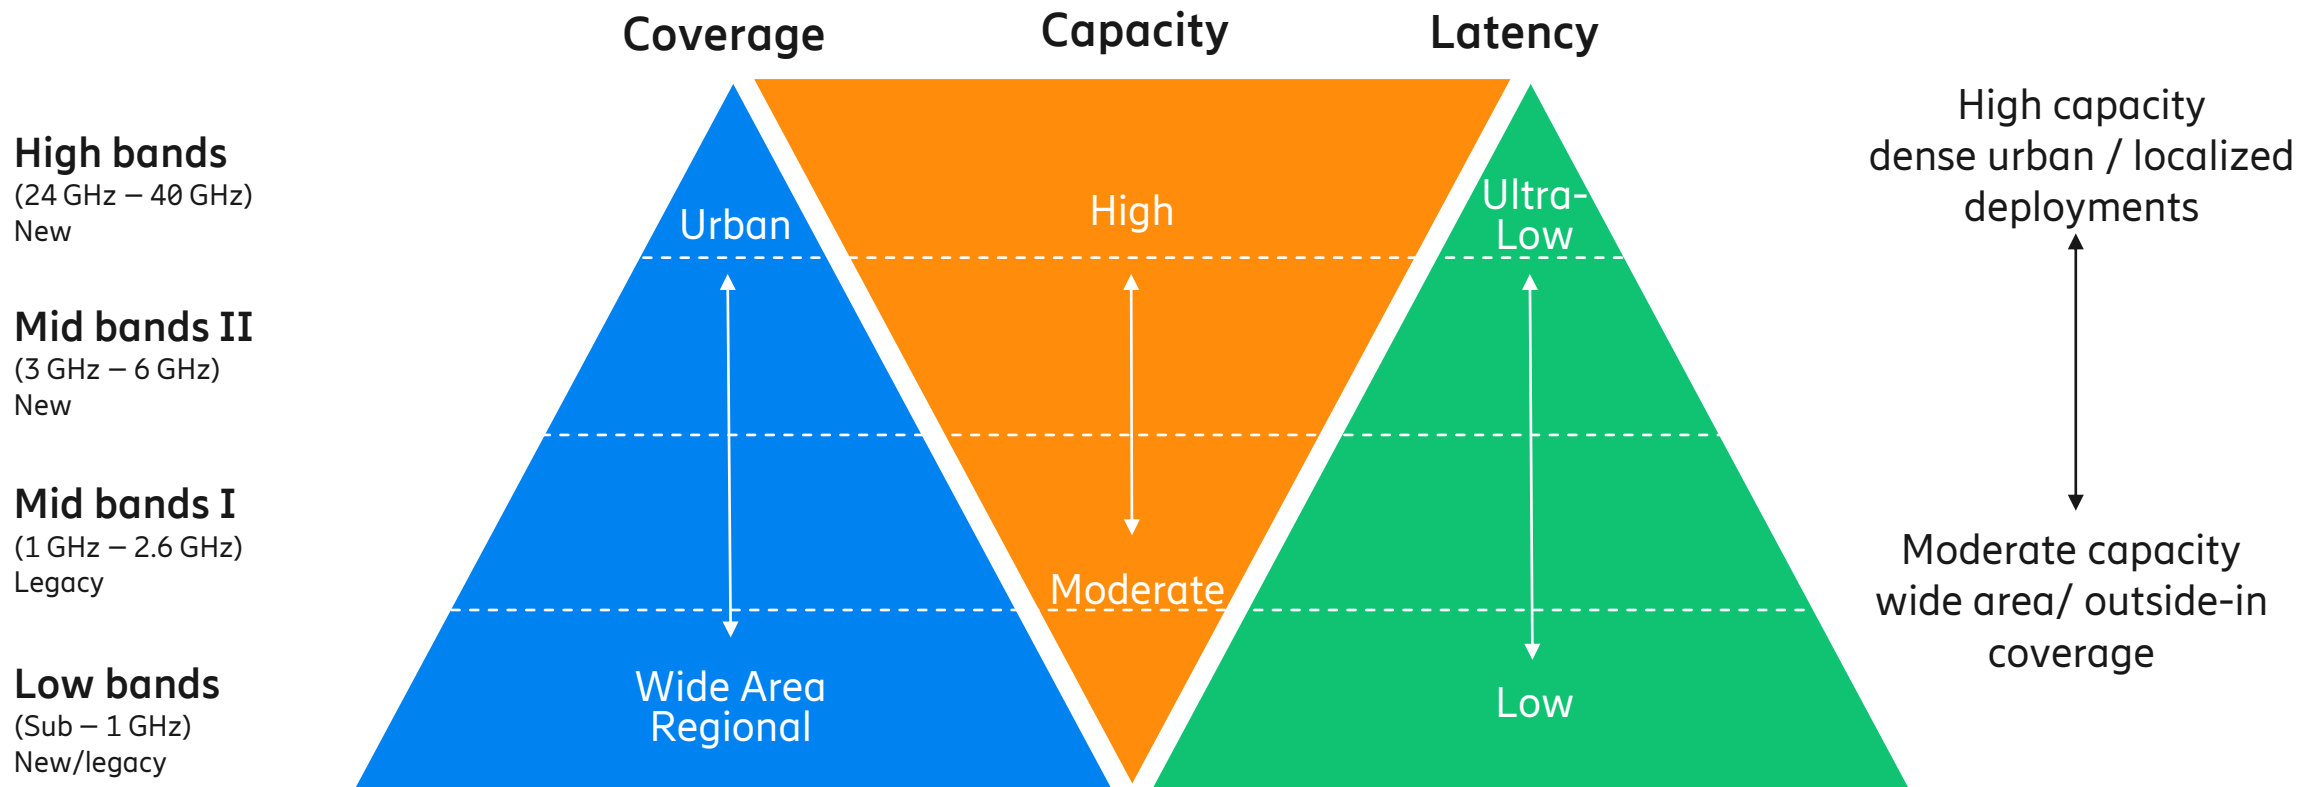 Coverage
Capacity
Latency
High bands
(24 GHz – 40 GHz)
New
Mid bands II
(3 GHz – 6 GHz)
New
Mid bands I
(1 GHz – 2.6 GHz)
Legacy
Low bands
(Sub – 1 GHz)
New/legacy
Urban
Wide Area
Regional
High
Moderate
Ultra-
Low
Low
High capacity
dense urban / localized
deployments
Moderate capacity
wide area/ outside-in
coverage